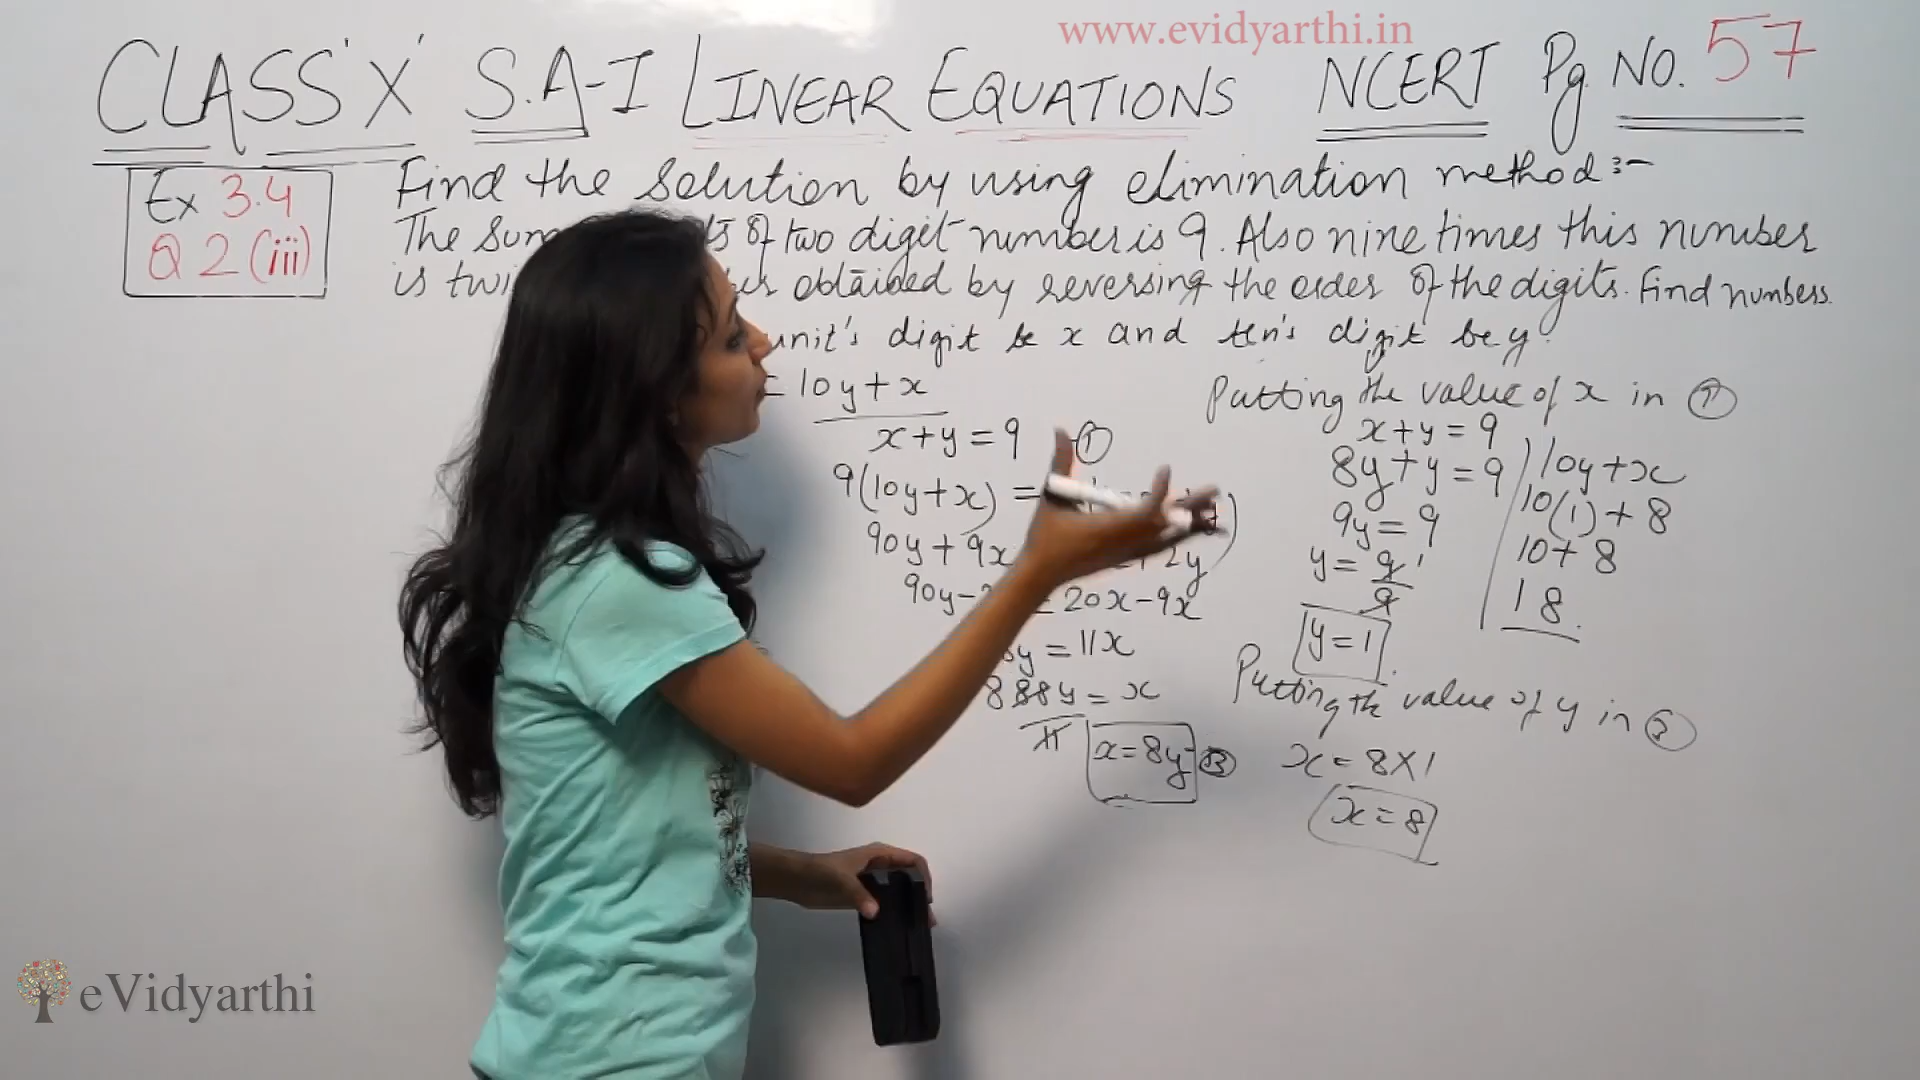 www.evidyarthi.in
CLASS 'X' S.A-I LINEAR EQUATIONS NCERT Pg NO. 57
Ex 3.4
Q 2 (iii)
Find the solution by using elimination method:-
The Sum of two digit number is 9. Also nine times this number
is obtained by reversing the order of the digits. Find numbers.
unit's digit be x and ten's digit be y.
= 10y + x
x + y = 9 ①
9(10y + x) =
90y + 9x + 2y
90y - = 20x - 9x
8y = 11x
88y = x
11
x = 8y
Putting the value of x in ①
x + y = 9
8y + y = 9
9y = 9
y = 9 1
9
y = 1
10y + x
10(1) + 8
10 + 8
18
Putting the value of y in ③
x = 8 X 1
x = 8
eVidyarthi